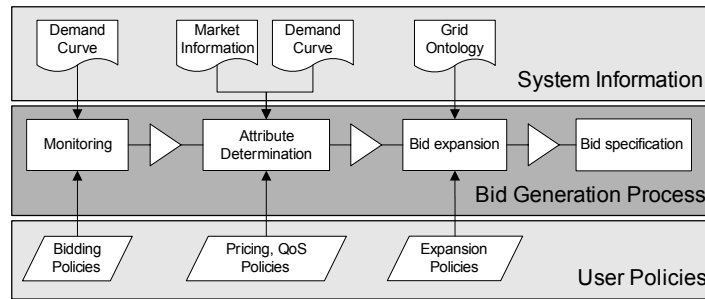 Demand
Curve
Market
Information
Demand
Curve
Grid
Ontology
System Information
Monitoring
Attribute
Determination
Bid expansion
Bid specification
Bid Generation Process
Bidding
Policies
Pricing, QoS
Policies
Expansion
Policies
User Policies